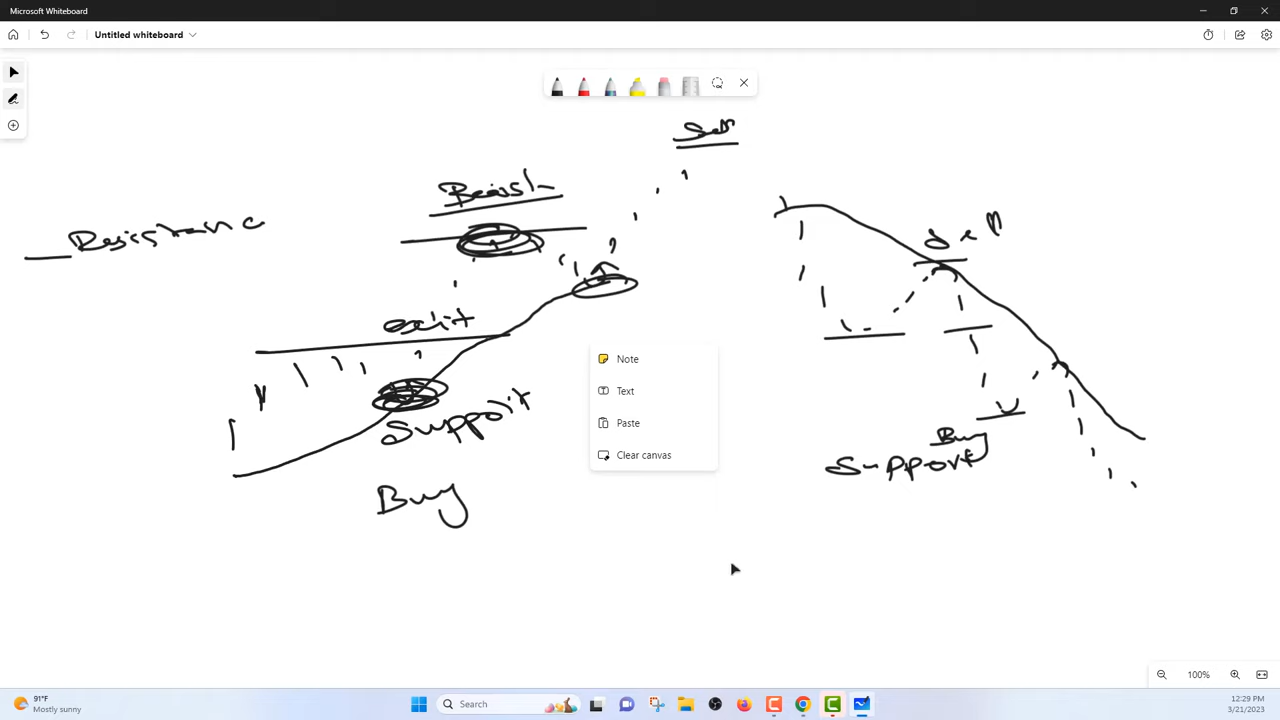 Microsoft Whiteboard
Untitled whiteboard
Sell
Resist
Resistanc
Sell
exit
Note
Support
Text
Paste
Buy
Clear canvas
Support
Buy
100%
91°F
Mostly sunny
Search
12:29 PM
3/21/2023